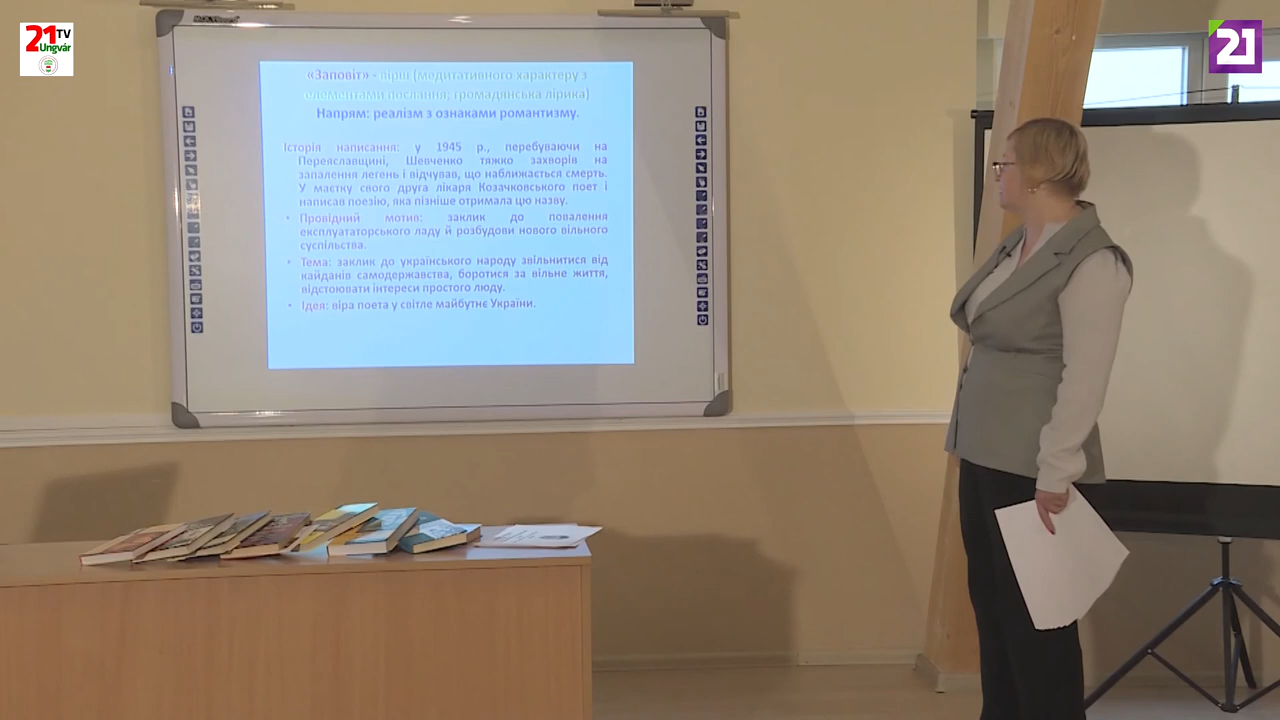 21 TV
Ungvár
21
«Заповіт» - вірш (медитативного характеру з
елементами послання; громадянська лірика)
Напрям: реалізм з ознаками романтизму.
Історія написання: у 1945 р., перебуваючи на
Переяславщині, Шевченко тяжко захворів на
запалення легень і відчував, що наближається смерть.
У маєтку свого друга лікаря Козачковського поет і
написав поезію, яка пізніше отримала цю назву.
• Провідний мотив: заклик до повалення
експлуататорського ладу й розбудови нового вільного
суспільства.
• Тема: заклик до українського народу звільнитися від
кайданів самодержавства, боротися за вільне життя,
відстоювати інтереси простого люду.
• Ідея: віра поета у світле майбутнє України.